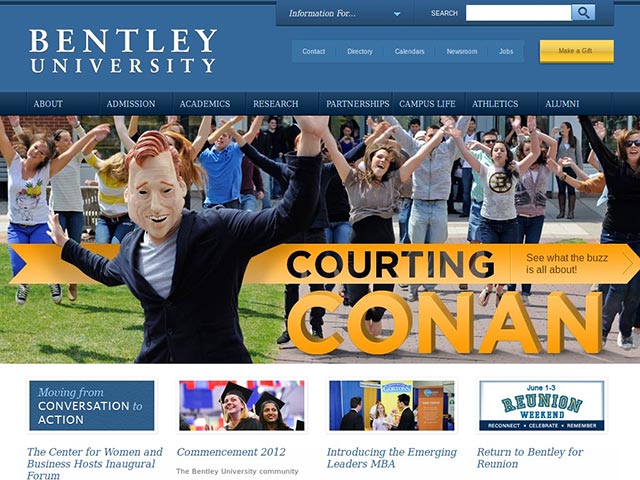 Information For...
SEARCH
BENTLEY
UNIVERSITY
Contact
Directory
Calendars
Newsroom
Jobs
Make a Gift
ABOUT
ADMISSION
ACADEMICS
RESEARCH
PARTNERSHIPS
CAMPUS LIFE
ATHLETICS
ALUMNI
COURTING
CONAN
See what the buzz
is all about!
Moving from
CONVERSATION to
ACTION
GORTON'S
June 1-3
REUNION
WEEKEND
RECONNECT • CELEBRATE • REMEMBER
The Center for Women and
Business Hosts Inaugural
Forum
Commencement 2012
The Bentley University community
Introducing the Emerging
Leaders MBA
Return to Bentley for
Reunion